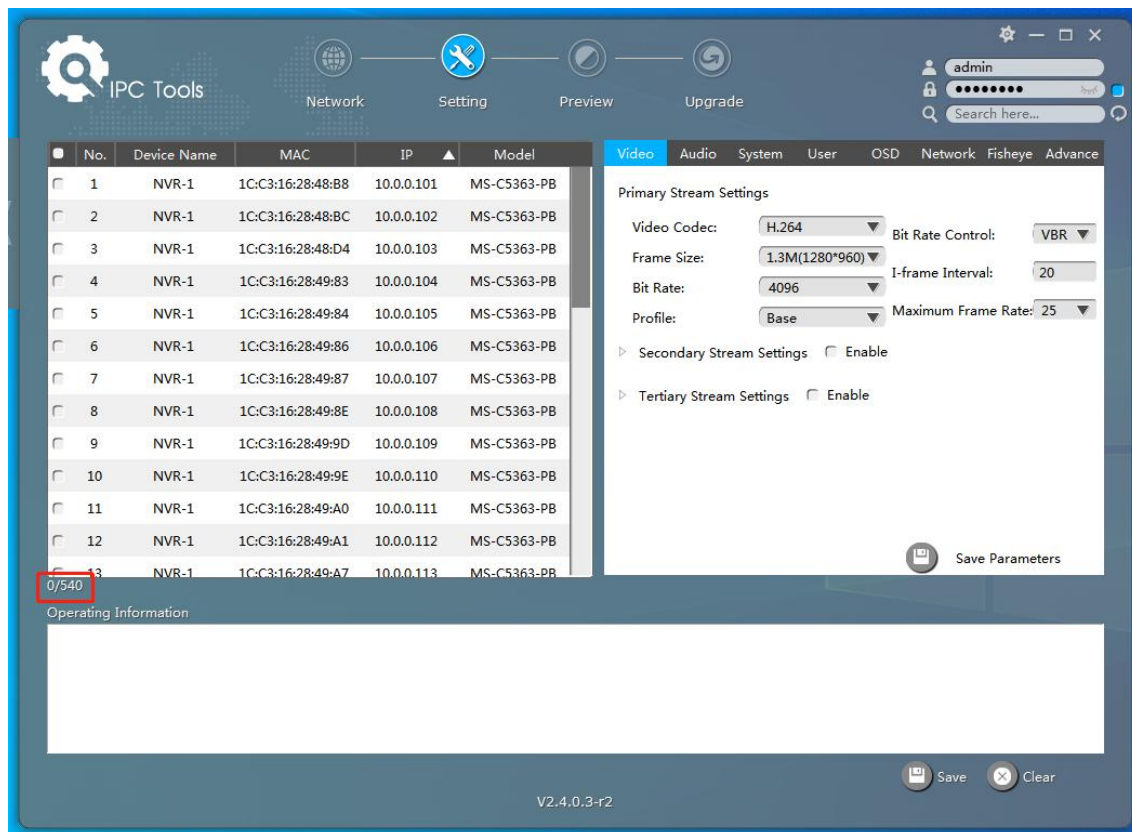 IPC Tools
Network
Setting
Preview
Upgrade
admin
••••••••
Search here...
No. Device Name MAC IP ▲ Model
1 NVR-1 1C:C3:16:28:48:B8 10.0.0.101 MS-C5363-PB
2 NVR-1 1C:C3:16:28:48:BC 10.0.0.102 MS-C5363-PB
3 NVR-1 1C:C3:16:28:48:D4 10.0.0.103 MS-C5363-PB
4 NVR-1 1C:C3:16:28:49:83 10.0.0.104 MS-C5363-PB
5 NVR-1 1C:C3:16:28:49:84 10.0.0.105 MS-C5363-PB
6 NVR-1 1C:C3:16:28:49:86 10.0.0.106 MS-C5363-PB
7 NVR-1 1C:C3:16:28:49:87 10.0.0.107 MS-C5363-PB
8 NVR-1 1C:C3:16:28:49:8E 10.0.0.108 MS-C5363-PB
9 NVR-1 1C:C3:16:28:49:9D 10.0.0.109 MS-C5363-PB
10 NVR-1 1C:C3:16:28:49:9E 10.0.0.110 MS-C5363-PB
11 NVR-1 1C:C3:16:28:49:A0 10.0.0.111 MS-C5363-PB
12 NVR-1 1C:C3:16:28:49:A1 10.0.0.112 MS-C5363-PB
13 NVR-1 1C:C3:16:28:49:A7 10.0.0.113 MS-C5363-PB
0/540
Video Audio System User OSD Network Fisheye Advance
Primary Stream Settings
Video Codec: H.264
Frame Size: 1.3M(1280*960)
Bit Rate: 4096
Profile: Base
Bit Rate Control: VBR
I-frame Interval: 20
Maximum Frame Rate: 25
Secondary Stream Settings Enable
Tertiary Stream Settings Enable
Save Parameters
Operating Information
Save Clear
V2.4.0.3-r2